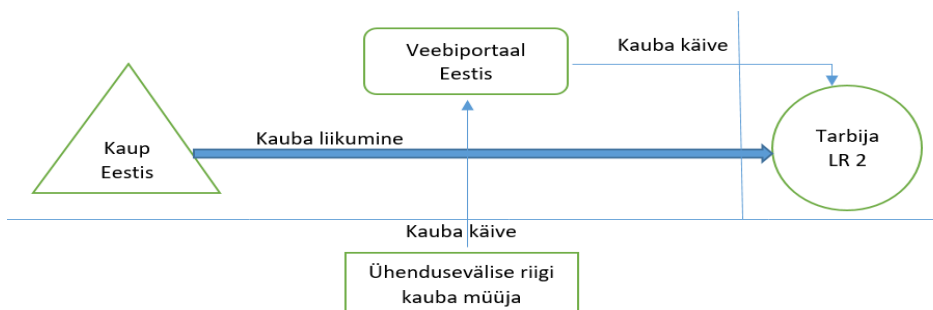 Veebiportaal
Eestis
Kauba käive
Kaup
Eestis
Kauba liikumine
Tarbija
LR 2
Kauba käive
Ühendusevälise riigi
kauba müüja